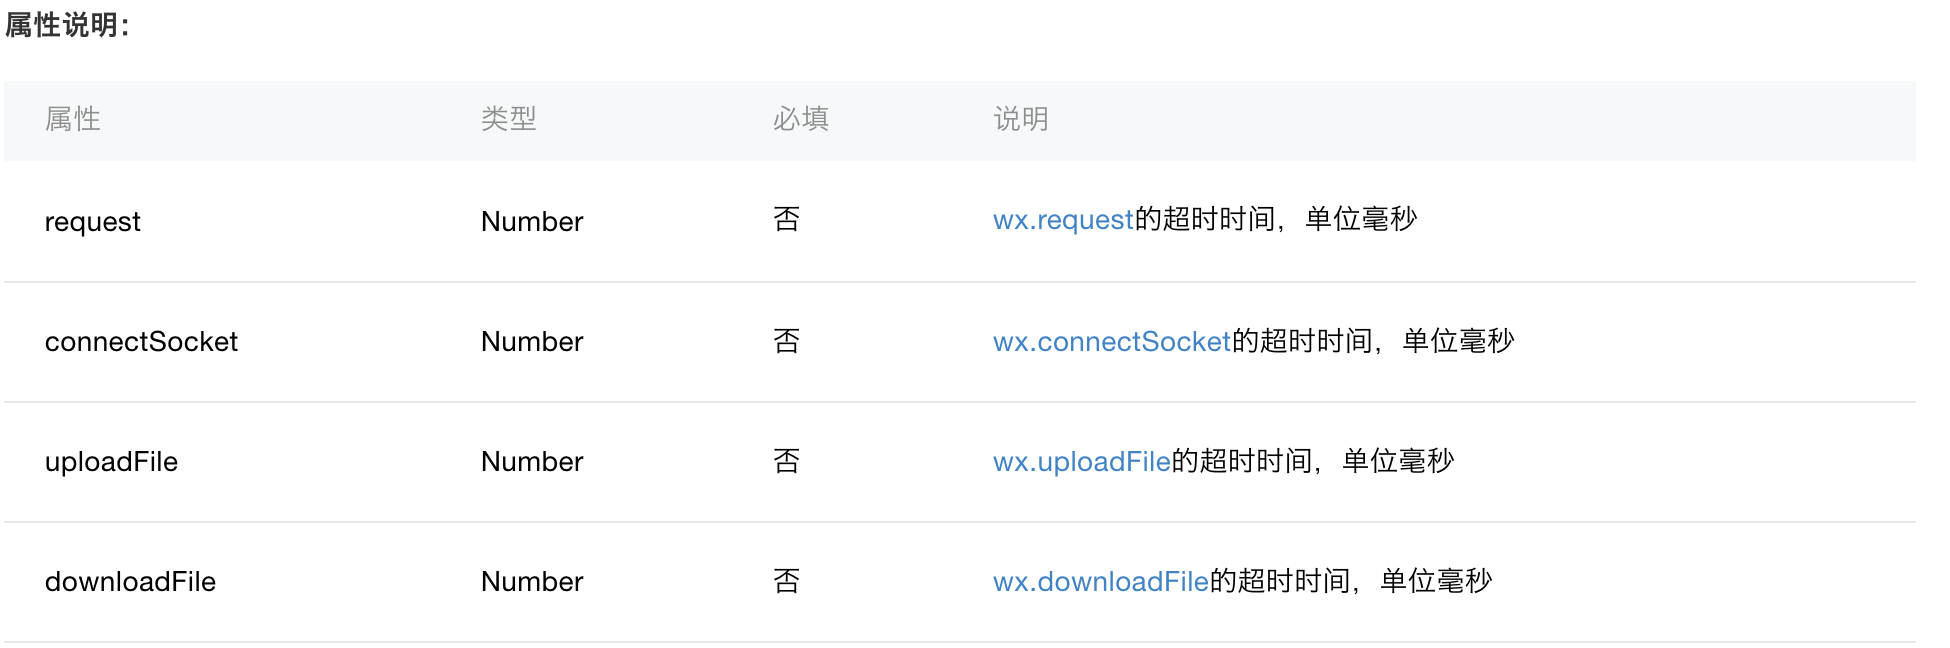 属性说明：
属性 类型 必填 说明
request Number 否 wx.request的超时时间，单位毫秒
connectSocket Number 否 wx.connectSocket的超时时间，单位毫秒
uploadFile Number 否 wx.uploadFile的超时时间，单位毫秒
downloadFile Number 否 wx.downloadFile的超时时间，单位毫秒